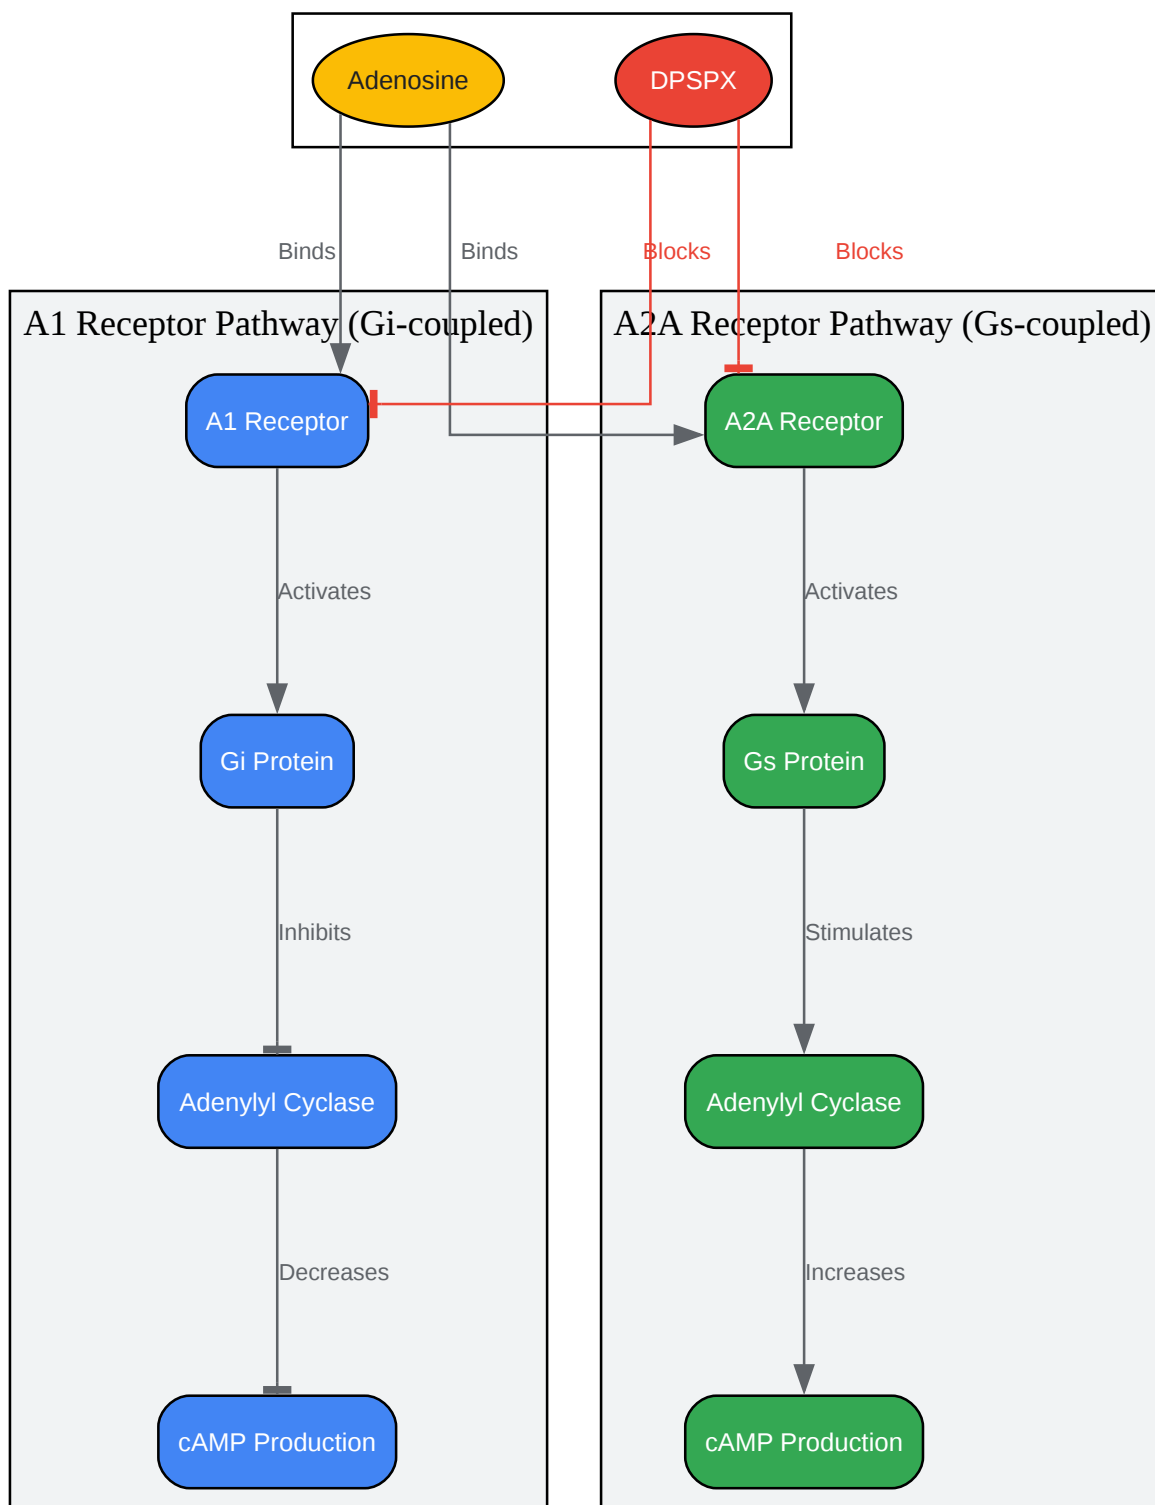 Adenosine
DPSPX
Binds
Binds
Blocks
Blocks
A1 Receptor Pathway (Gi-coupled)
A2A Receptor Pathway (Gs-coupled)
A1 Receptor
A2A Receptor
Activates
Activates
Gi Protein
Gs Protein
Inhibits
Stimulates
Adenylyl Cyclase
Adenylyl Cyclase
Decreases
Increases
cAMP Production
cAMP Production